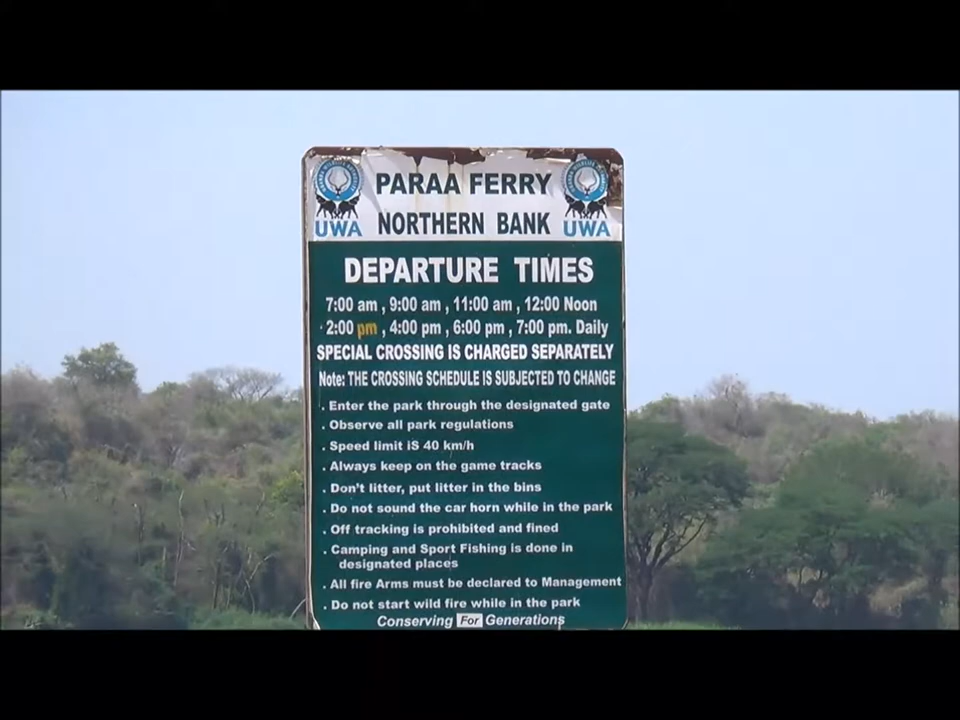 PARAA FERRY
NORTHERN BANK
UWA
UWA
DEPARTURE TIMES
7:00 am , 9:00 am , 11:00 am , 12:00 Noon
2:00 pm , 4:00 pm , 6:00 pm , 7:00 pm. Daily
SPECIAL CROSSING IS CHARGED SEPARATELY
Note: THE CROSSING SCHEDULE IS SUBJECTED TO CHANGE
. Enter the park through the designated gate
. Observe all park regulations
. Speed limit is 40 km/h
. Always keep on the game tracks
. Don't litter, put litter in the bins
. Do not sound the car horn while in the park
. Off tracking is prohibited and fined
. Camping and Sport Fishing is done in
designated places
. All fire Arms must be Declared to Management
. Do not start wild fire while in the park
Conserving For Generations